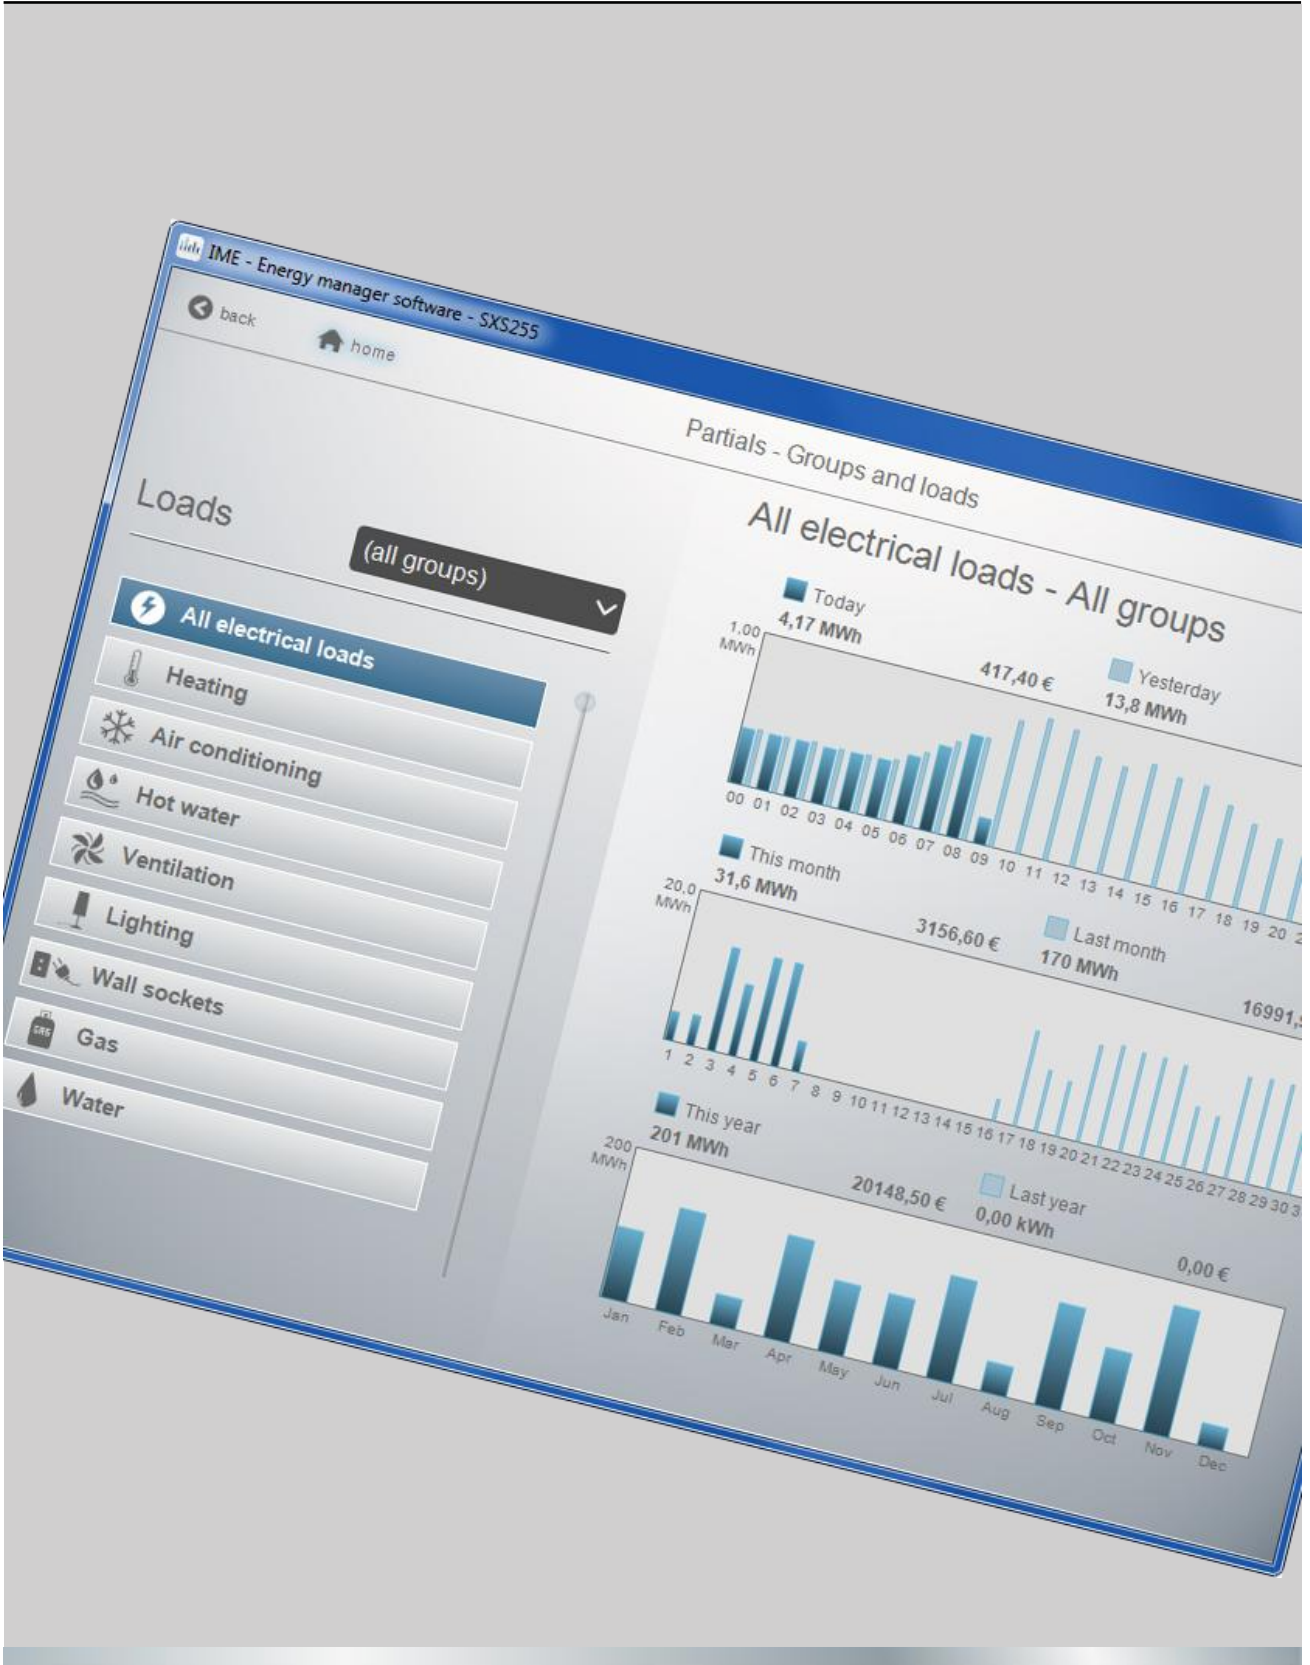 IME - Energy manager software - SXS255
back
home
Partials - Groups and loads
Loads
(all groups)
All electrical loads
Heating
Air conditioning
Hot water
Ventilation
Lighting
Wall sockets
GAS
Gas
Water
All electrical loads - All groups
Today
4,17 MWh
417,40 €
Yesterday
13,8 MWh
1,00
MWh
00 01 02 03 04 05 06 07 08 09 10 11 12 13 14 15 16 17 18 19 20
This month
31,6 MWh
3156,60 €
Last month
170 MWh
16991,
20,0
MWh
1 2 3 4 5 6 7 8 9 10 11 12 13 14 15 16 17 18 19 20 21 22 23 24 25 26 27 28 29 30
This year
201 MWh
20148,50 €
Last year
0,00 kWh
0,00 €
200
MWh
Jan Feb Mar Apr May Jun Jul Aug Sep Oct Nov Dec